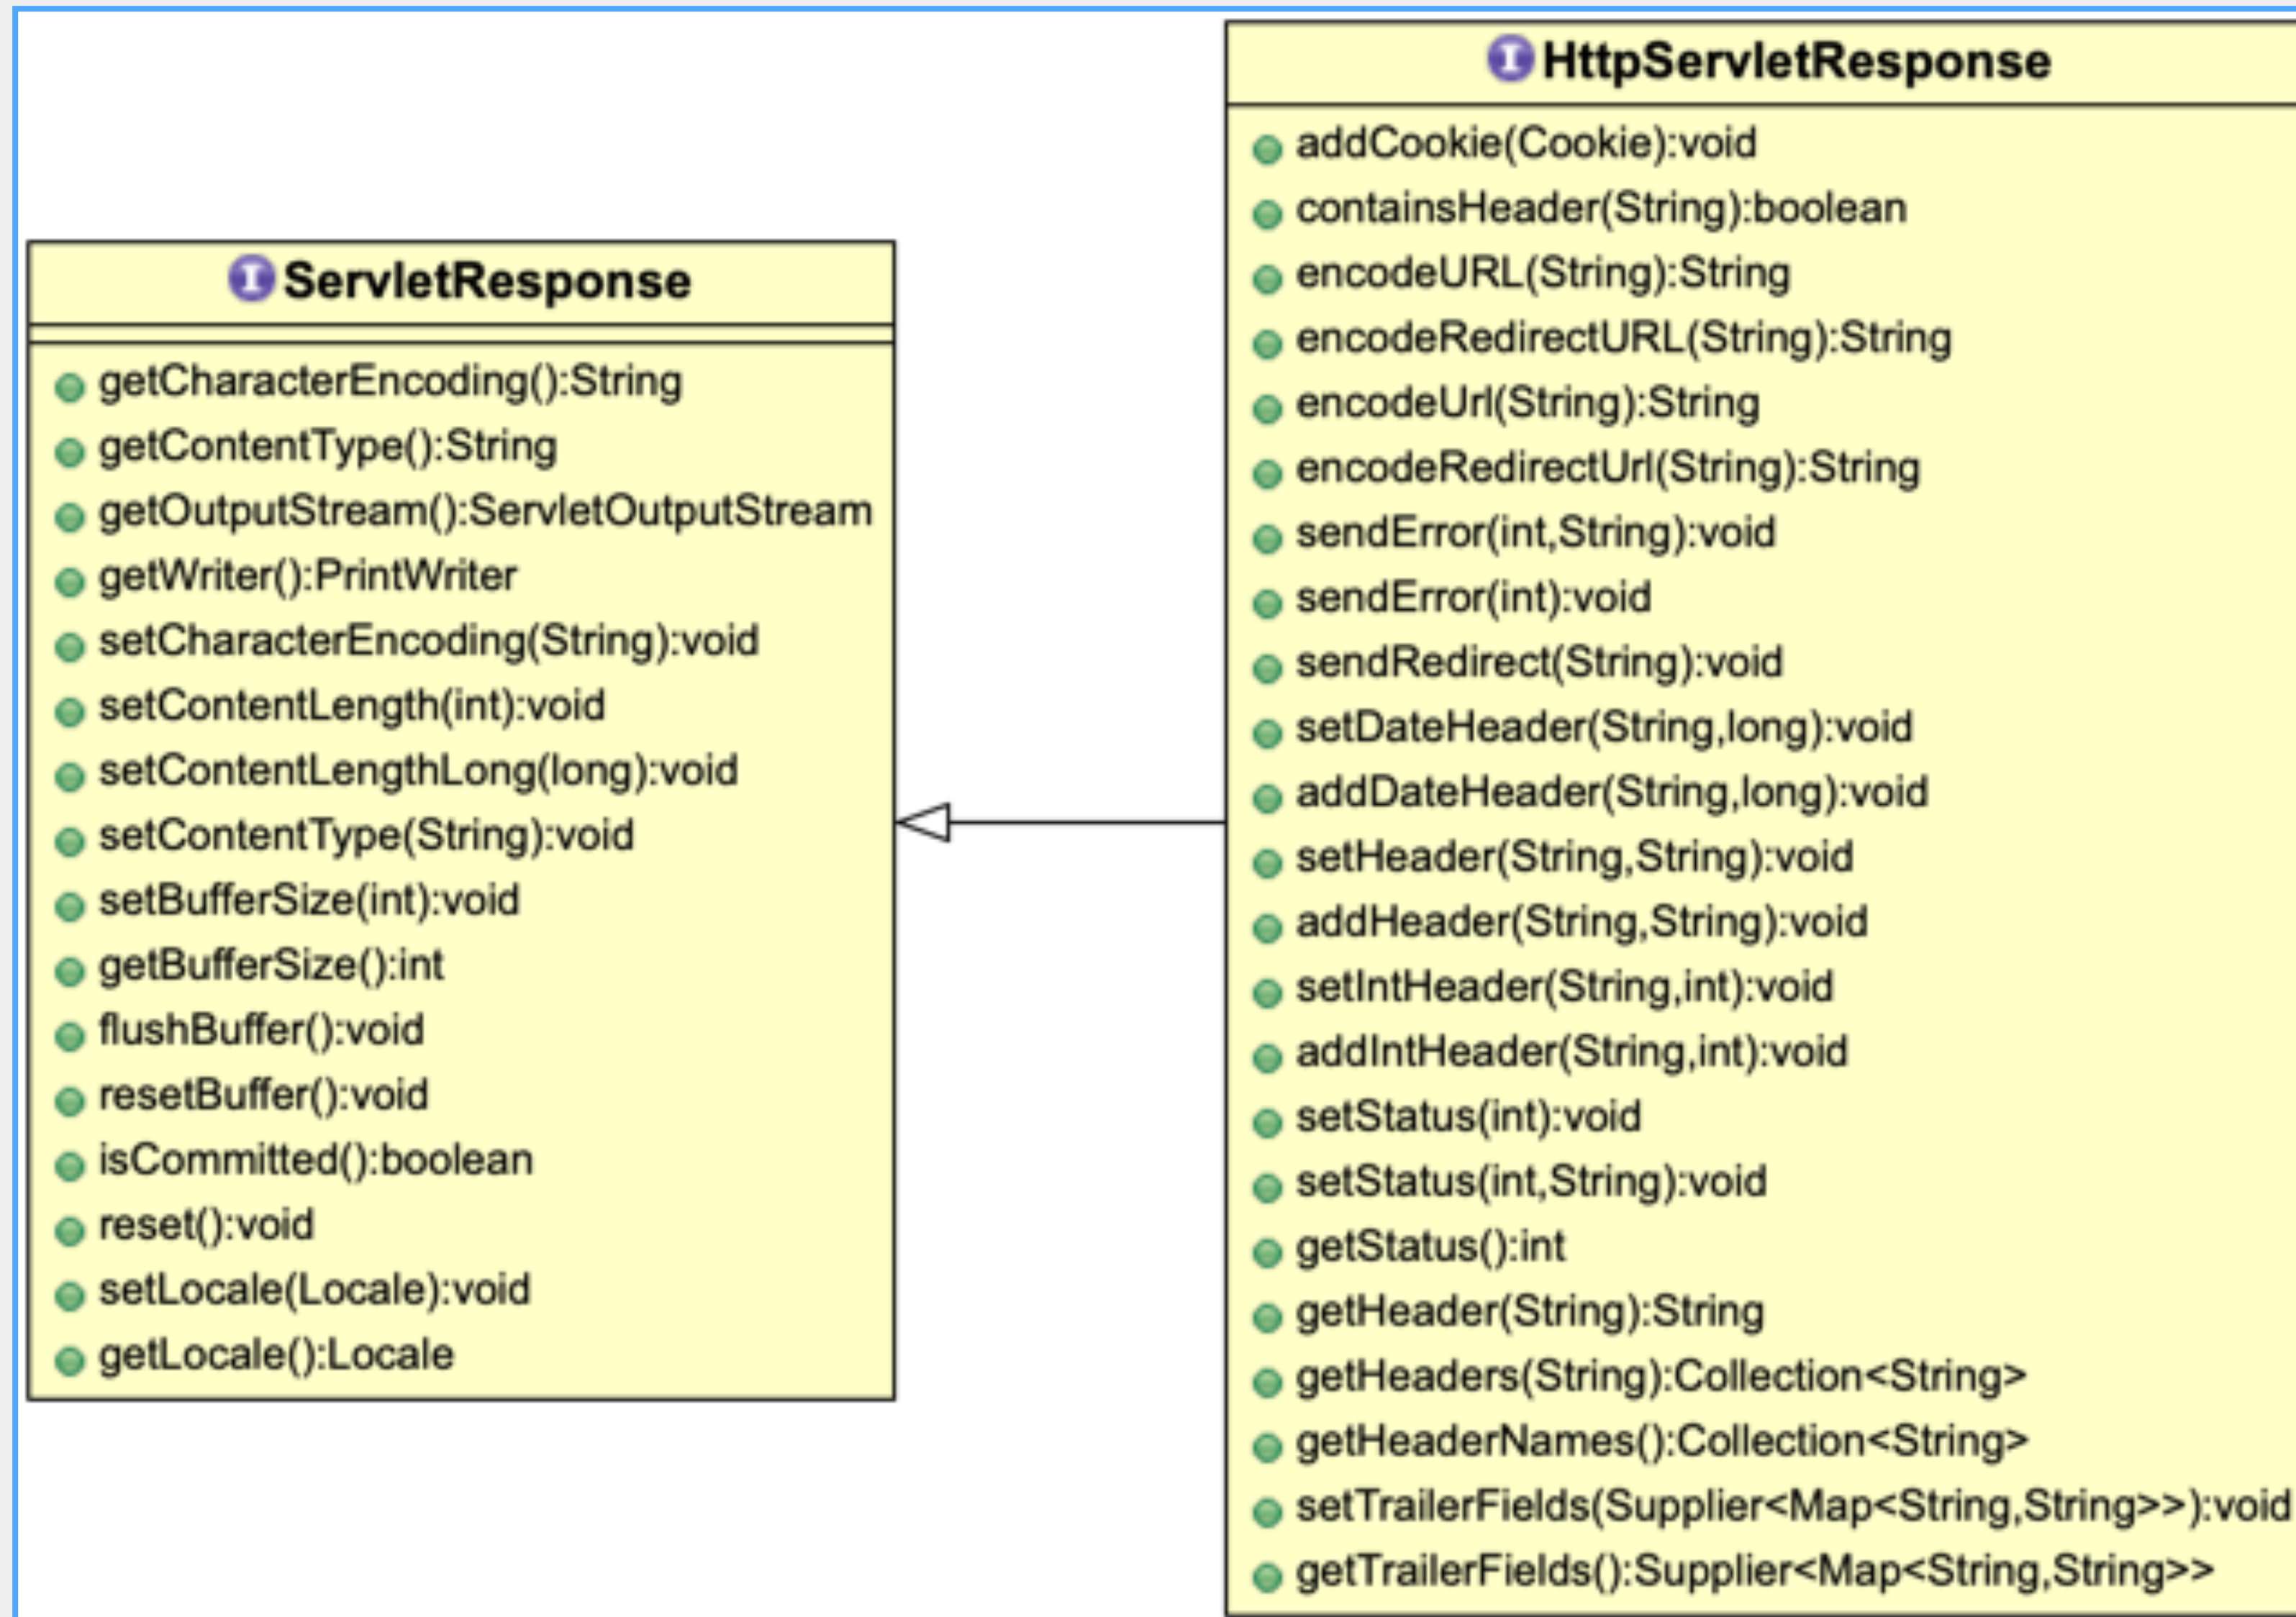 ServletResponse
getCharacterEncoding():String
getContentType():String
getOutputStream():ServletOutputStream
getWriter():PrintWriter
setCharacterEncoding(String):void
setContentLength(int):void
setContentLengthLong(long):void
setContentType(String):void
setBufferSize(int):void
getBufferSize():int
flushBuffer():void
resetBuffer():void
isCommitted():boolean
reset():void
setLocale(Locale):void
getLocale():Locale
HttpServletResponse
addCookie(Cookie):void
containsHeader(String):boolean
encodeURL(String):String
encodeRedirectURL(String):String
encodeUrl(String):String
encodeRedirectUrl(String):String
sendError(int,String):void
sendError(int):void
sendRedirect(String):void
setDateHeader(String,long):void
addDateHeader(String,long):void
setHeader(String,String):void
addHeader(String,String):void
setIntHeader(String,int):void
addIntHeader(String,int):void
setStatus(int):void
setStatus(int,String):void
getStatus():int
getHeader(String):String
getHeaders(String):Collection<String>
getHeaderNames():Collection<String>
setTrailerFields(Supplier<Map<String,String>>):void
getTrailerFields():Supplier<Map<String,String>>